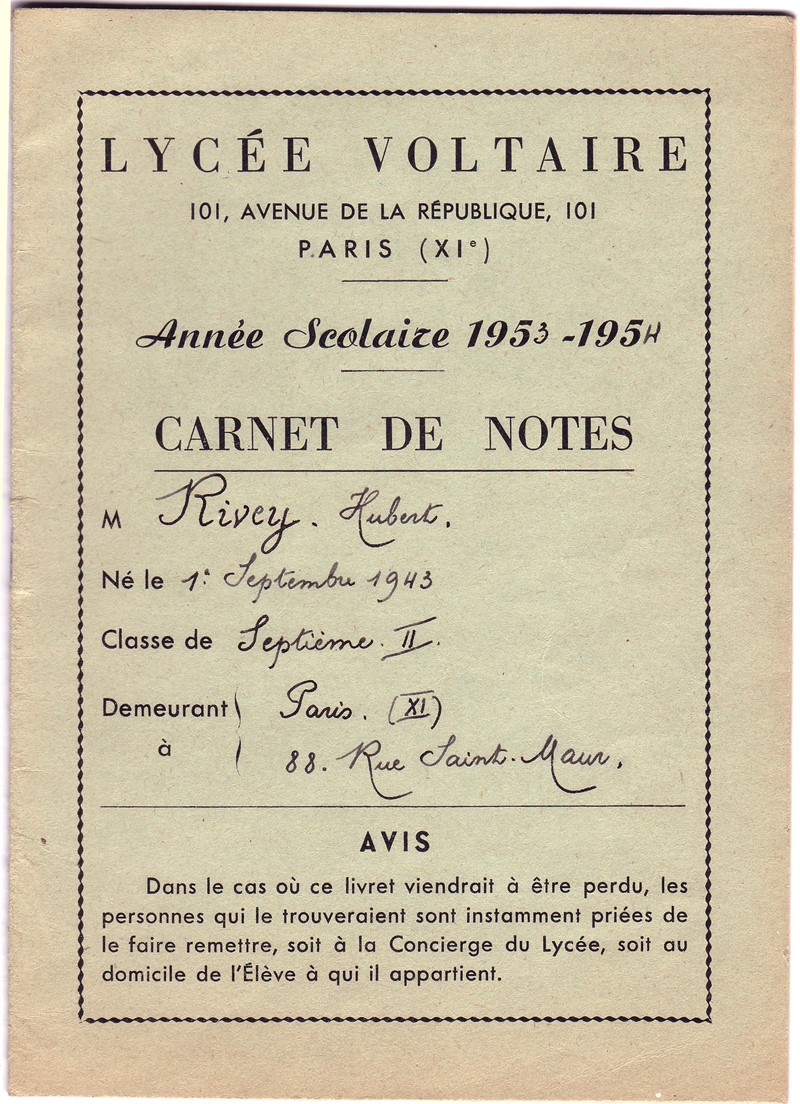 LYCÉE VOLTAIRE
101, AVENUE DE LA RÉPUBLIQUE, 101
PARIS (XIe)
Année Scolaire 1953-1954
CARNET DE NOTES
M Rivey. Hubert.
Né le 1er Septembre 1943
Classe de Septième. II.
Demeurant Paris. (XI)
à 88. Rue Saint-Maur.
AVIS
Dans le cas où ce livret viendrait à être perdu, les
personnes qui le trouveraient sont instamment priées de
le faire remettre, soit à la Concierge du Lycée, soit au
domicile de l'Élève à qui il appartient.